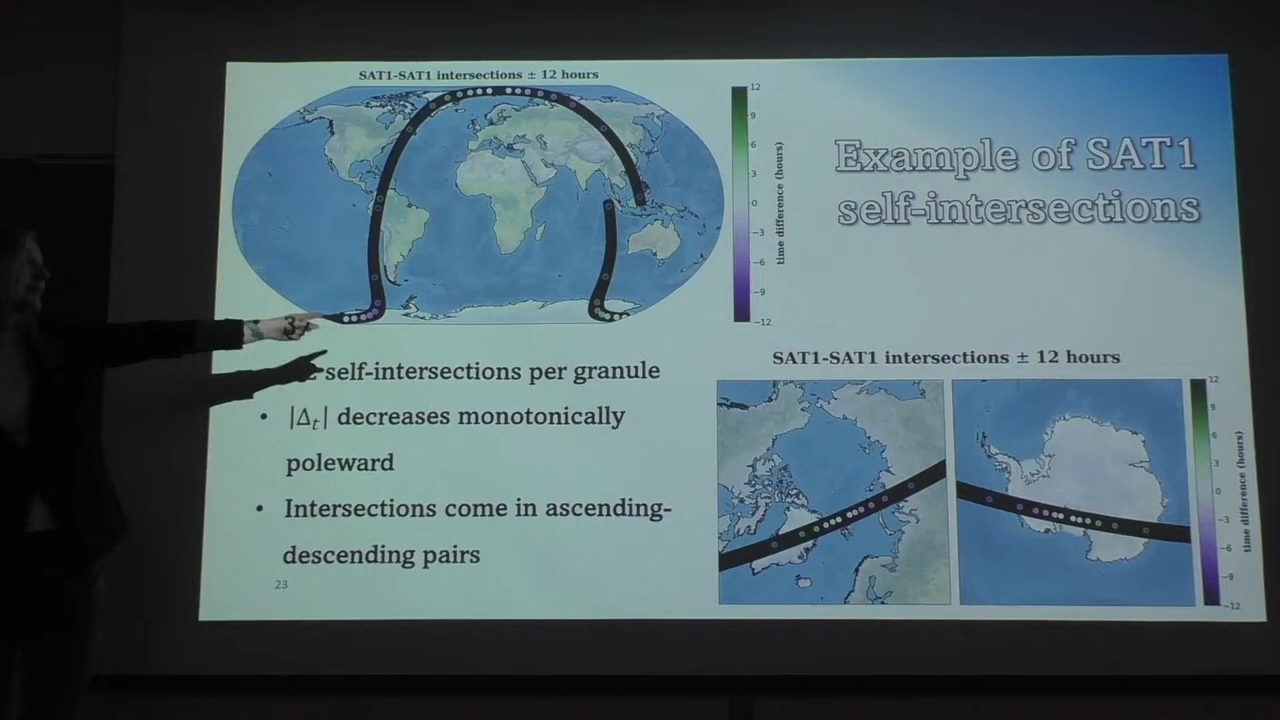 SAT1-SAT1 intersections ± 12 hours
12
9
6
3
0
−3
−6
−9
−12
time difference (hours)
Example of SAT1
self-intersections
self-intersections per granule
• |Δt| decreases monotonically
poleward
• Intersections come in ascending-
descending pairs
23
SAT1-SAT1 intersections ± 12 hours
12
9
6
3
0
−3
−6
−9
−12
time difference (hours)